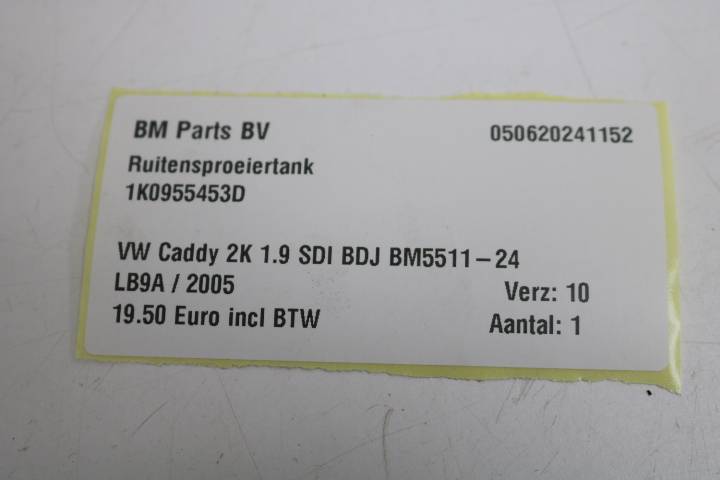 BM Parts BV 050620241152
Ruitensproeiertank
1K0955453D
VW Caddy 2K 1.9 SDI BDJ BM5511-24
LB9A / 2005 Verz: 10
19.50 Euro incl BTW Aantal: 1